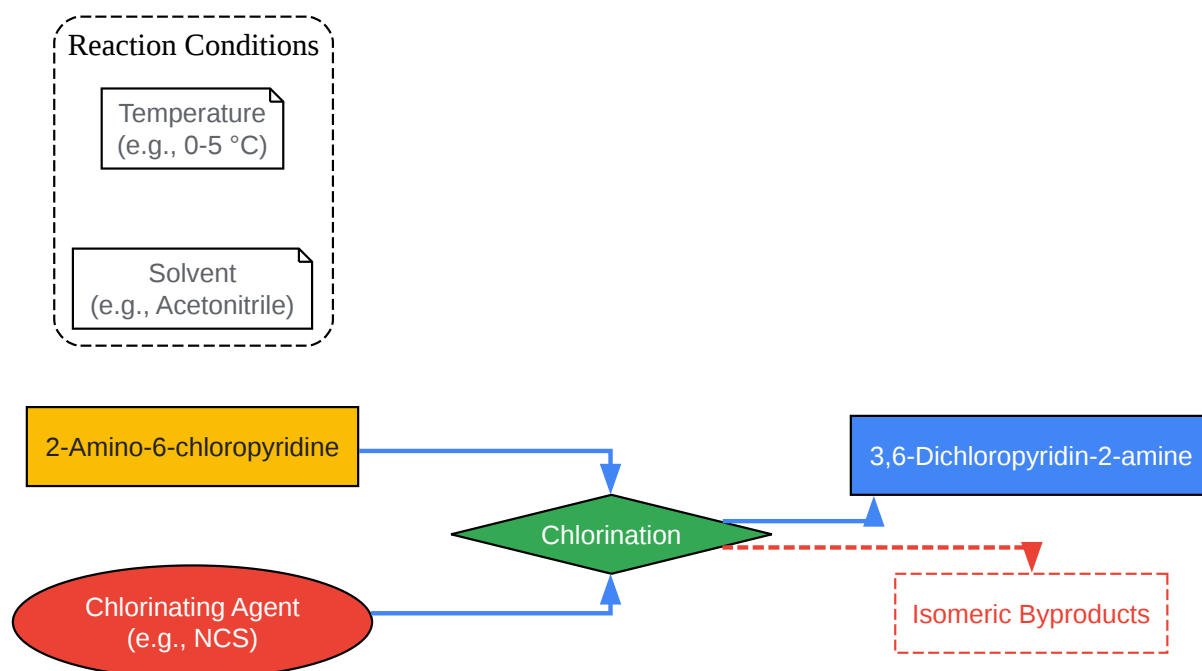 Reaction Conditions
Temperature
(e.g., 0-5 °C)
Solvent
(e.g., Acetonitrile)
2-Amino-6-chloropyridine
3,6-Dichloropyridin-2-amine
Chlorination
Chlorinating Agent
(e.g., NCS)
Isomeric Byproducts